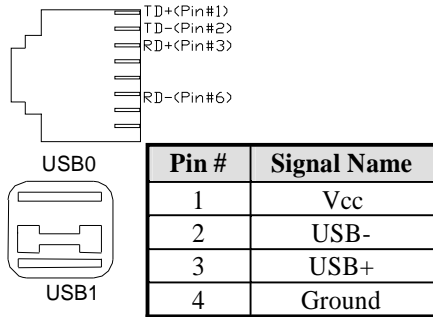 TD+(Pin#1)
TD-(Pin#2)
RD+(Pin#3)
RD-(Pin#6)
USB0
USB1
Pin # Signal Name
1 Vcc
2 USB-
3 USB+
4 Ground